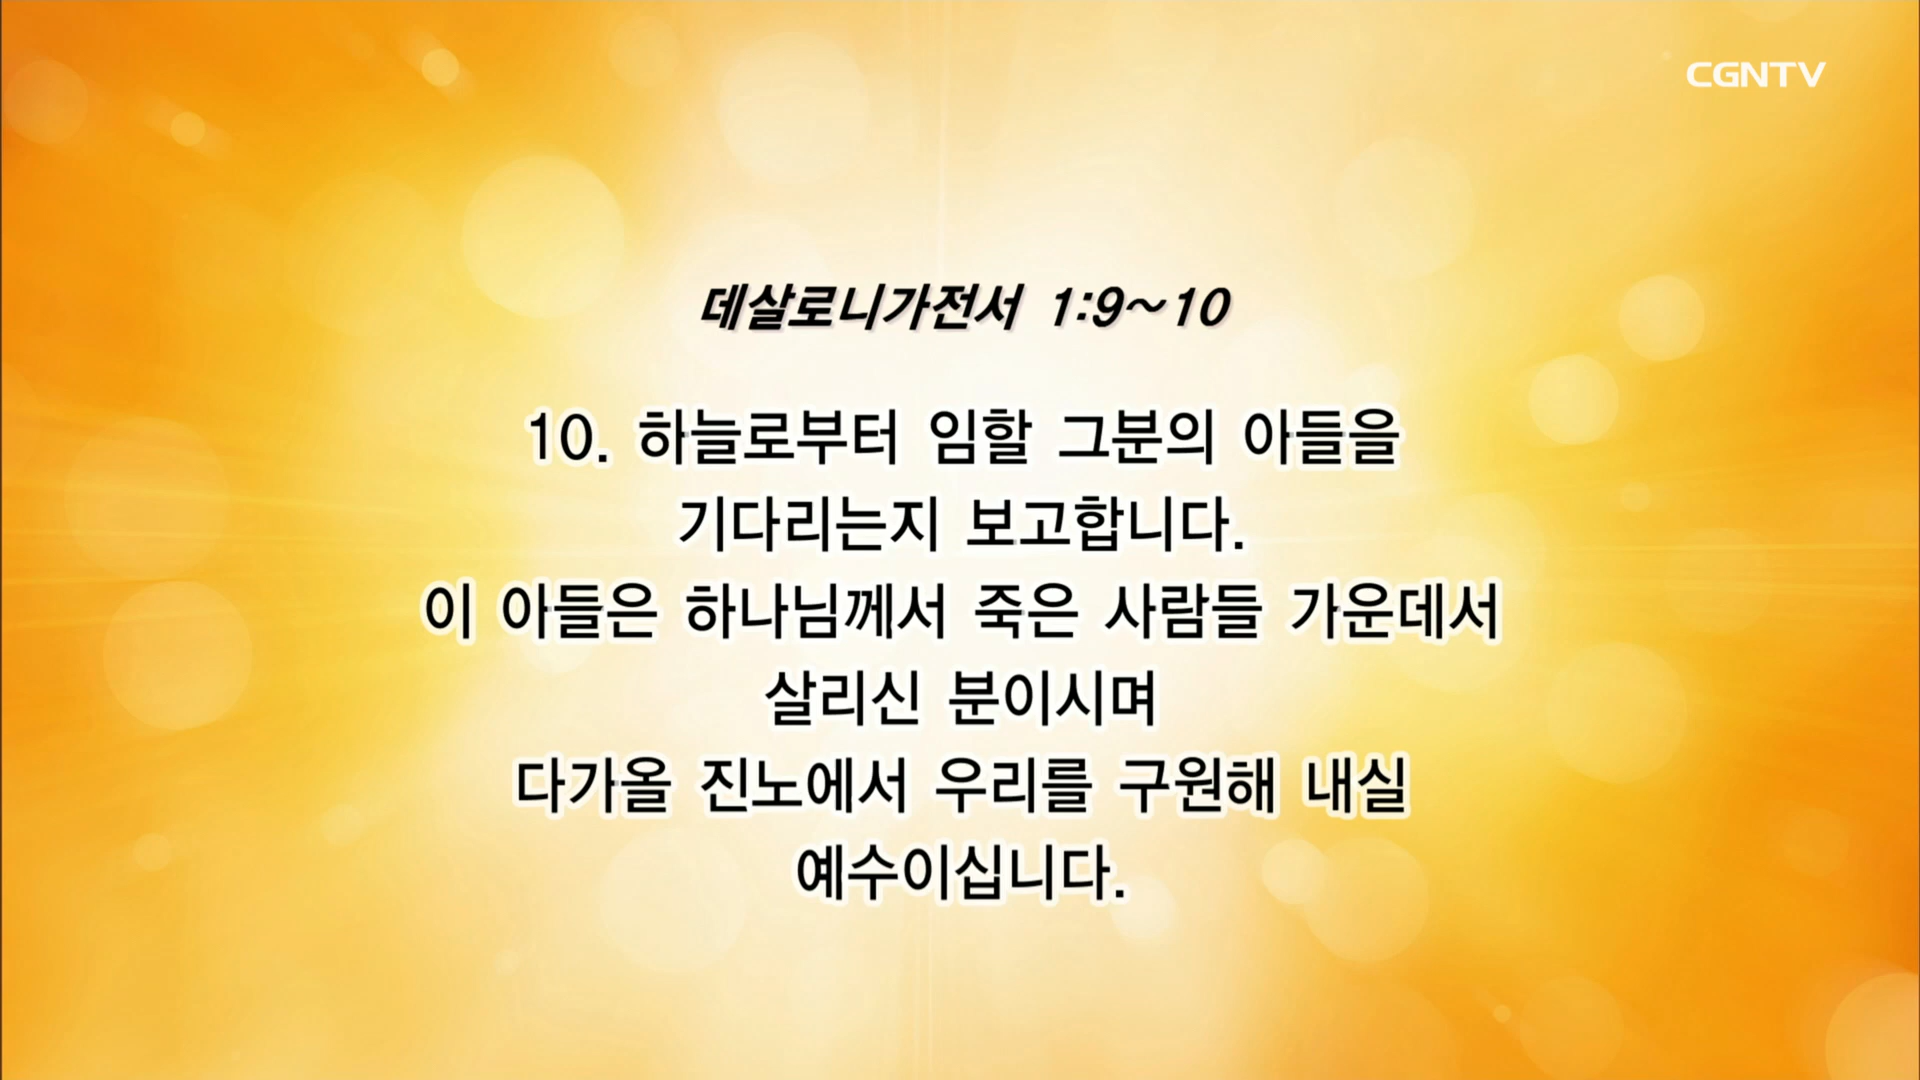 CGNTV
데살로니가전서 1:9~10
10. 하늘로부터 임할 그분의 아들을
기다리는지 보고합니다.
이 아들은 하나님께서 죽은 사람들 가운데서
살리신 분이시며
다가올 진노에서 우리를 구원해 내실
예수이십니다.